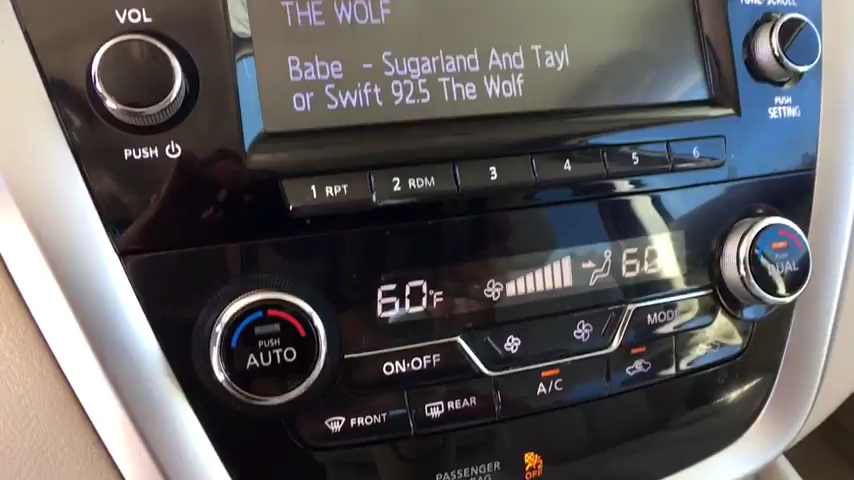 VOL
THE WOLF
Babe - Sugarland And Tayl
or Swift 92.5 The Wolf
PUSH
SETTING
PUSH
1 RPT
2 RDM
3
4
5
6
60°F
60
PUSH
AUTO
PUSH
DUAL
ON·OFF
MODE
A/C
FRONT
REAR
PASSENGER
OFF